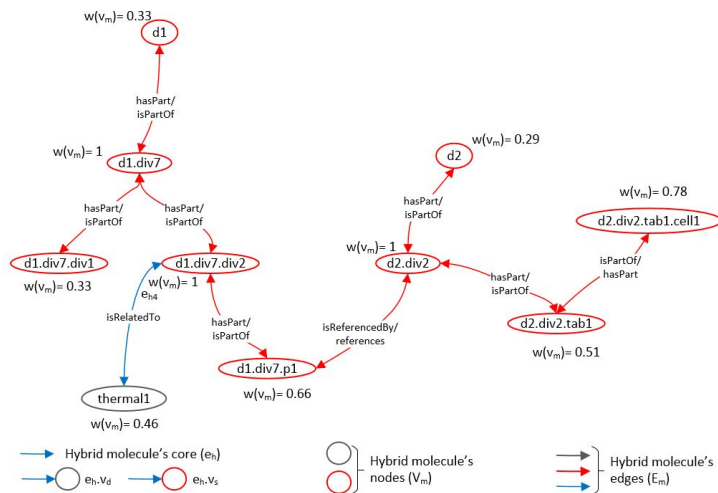 w(vm)= 0.33
d1
hasPart/
isPartOf
w(vm)= 1
d1.div7
d2
w(vm)= 0.29
hasPart/
isPartOf
hasPart/
isPartOf
hasPart/
isPartOf
w(vm)= 0.78
d2.div2.tab1.cell1
w(vm)= 1
d1.div7.div1
d1.div7.div2
d2.div2
w(vm)= 0.33
w(vm)= 1
eh4
hasPart/
isPartOf
isPartOf/
hasPart
isRelatedTo
hasPart/
isPartOf
isReferencedBy/
references
d2.div2.tab1
w(vm)= 0.51
d1.div7.p1
w(vm)= 0.66
thermal1
w(vm)= 0.46
Hybrid molecule's core (eh)
eh.vd
eh.vs
Hybrid molecule's
nodes (Vm)
Hybrid molecule's
edges (Em)